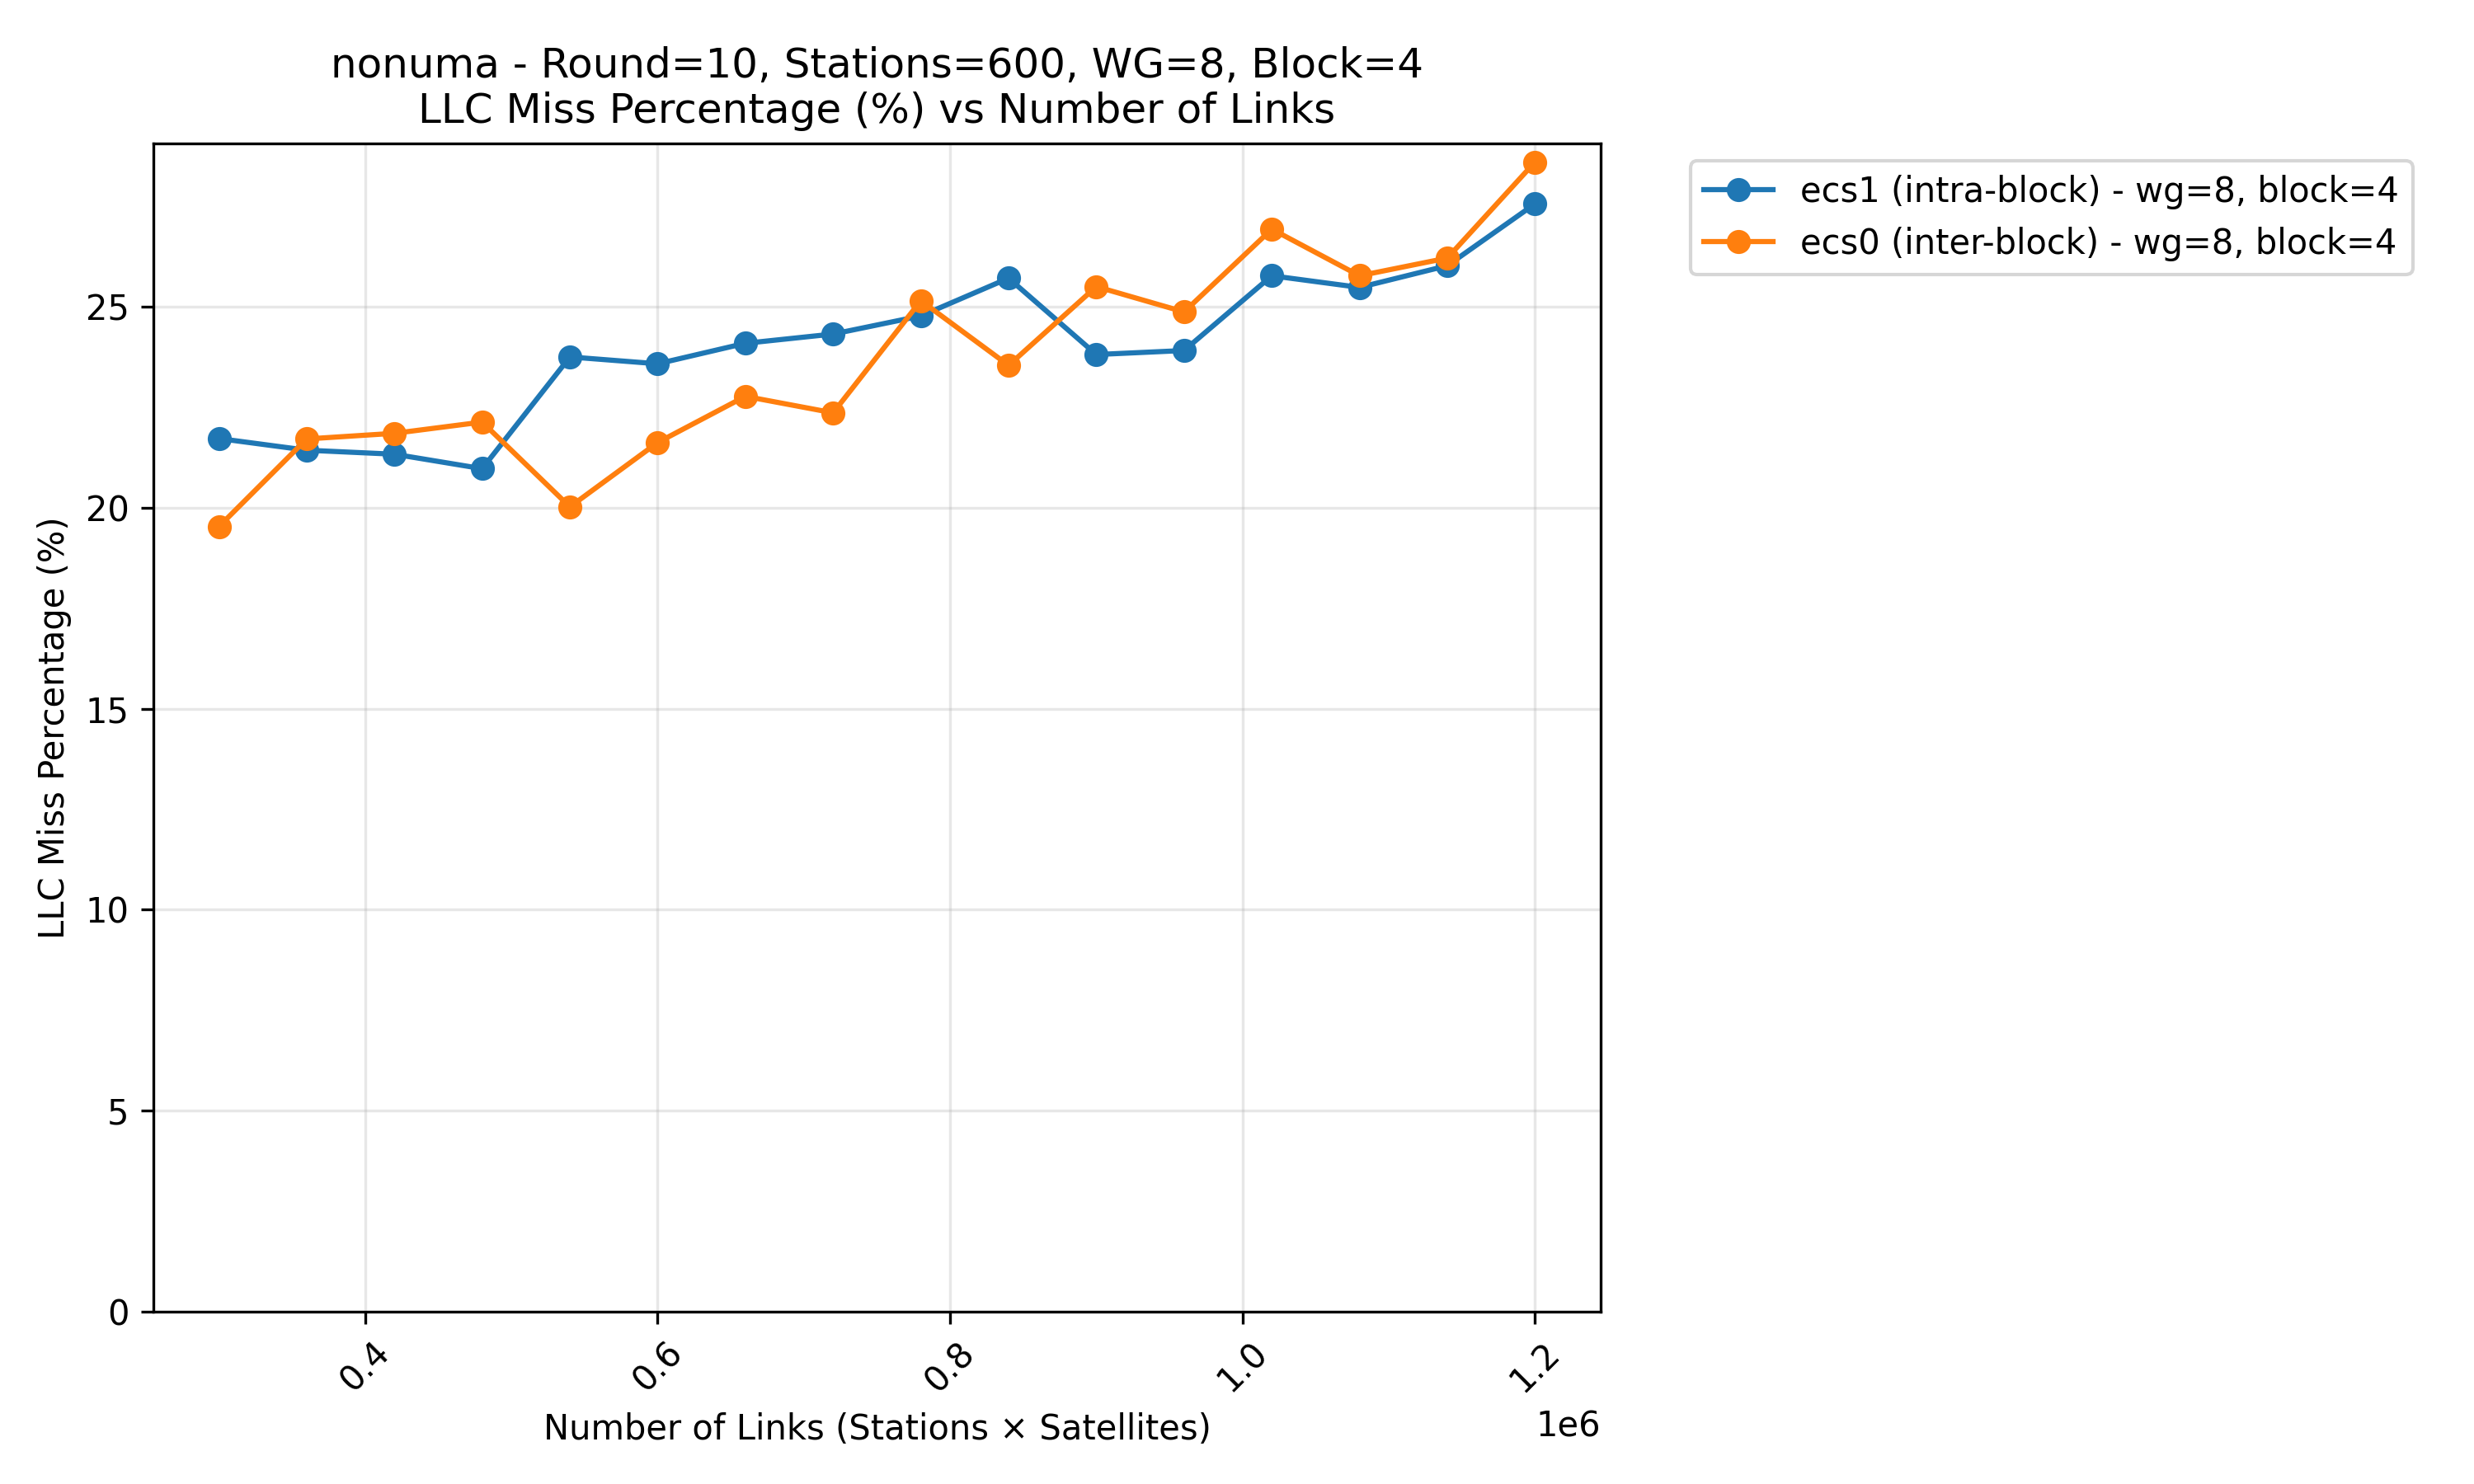 nonuma - Round=10, Stations=600, WG=8, Block=4
LLC Miss Percentage (%) vs Number of Links
ecs1 (intra-block) - wg=8, block=4
ecs0 (inter-block) - wg=8, block=4
LLC Miss Percentage (%)
25
20
15
10
5
0
0.4
0.6
0.8
1.0
1.2
1e6
Number of Links (Stations × Satellites)